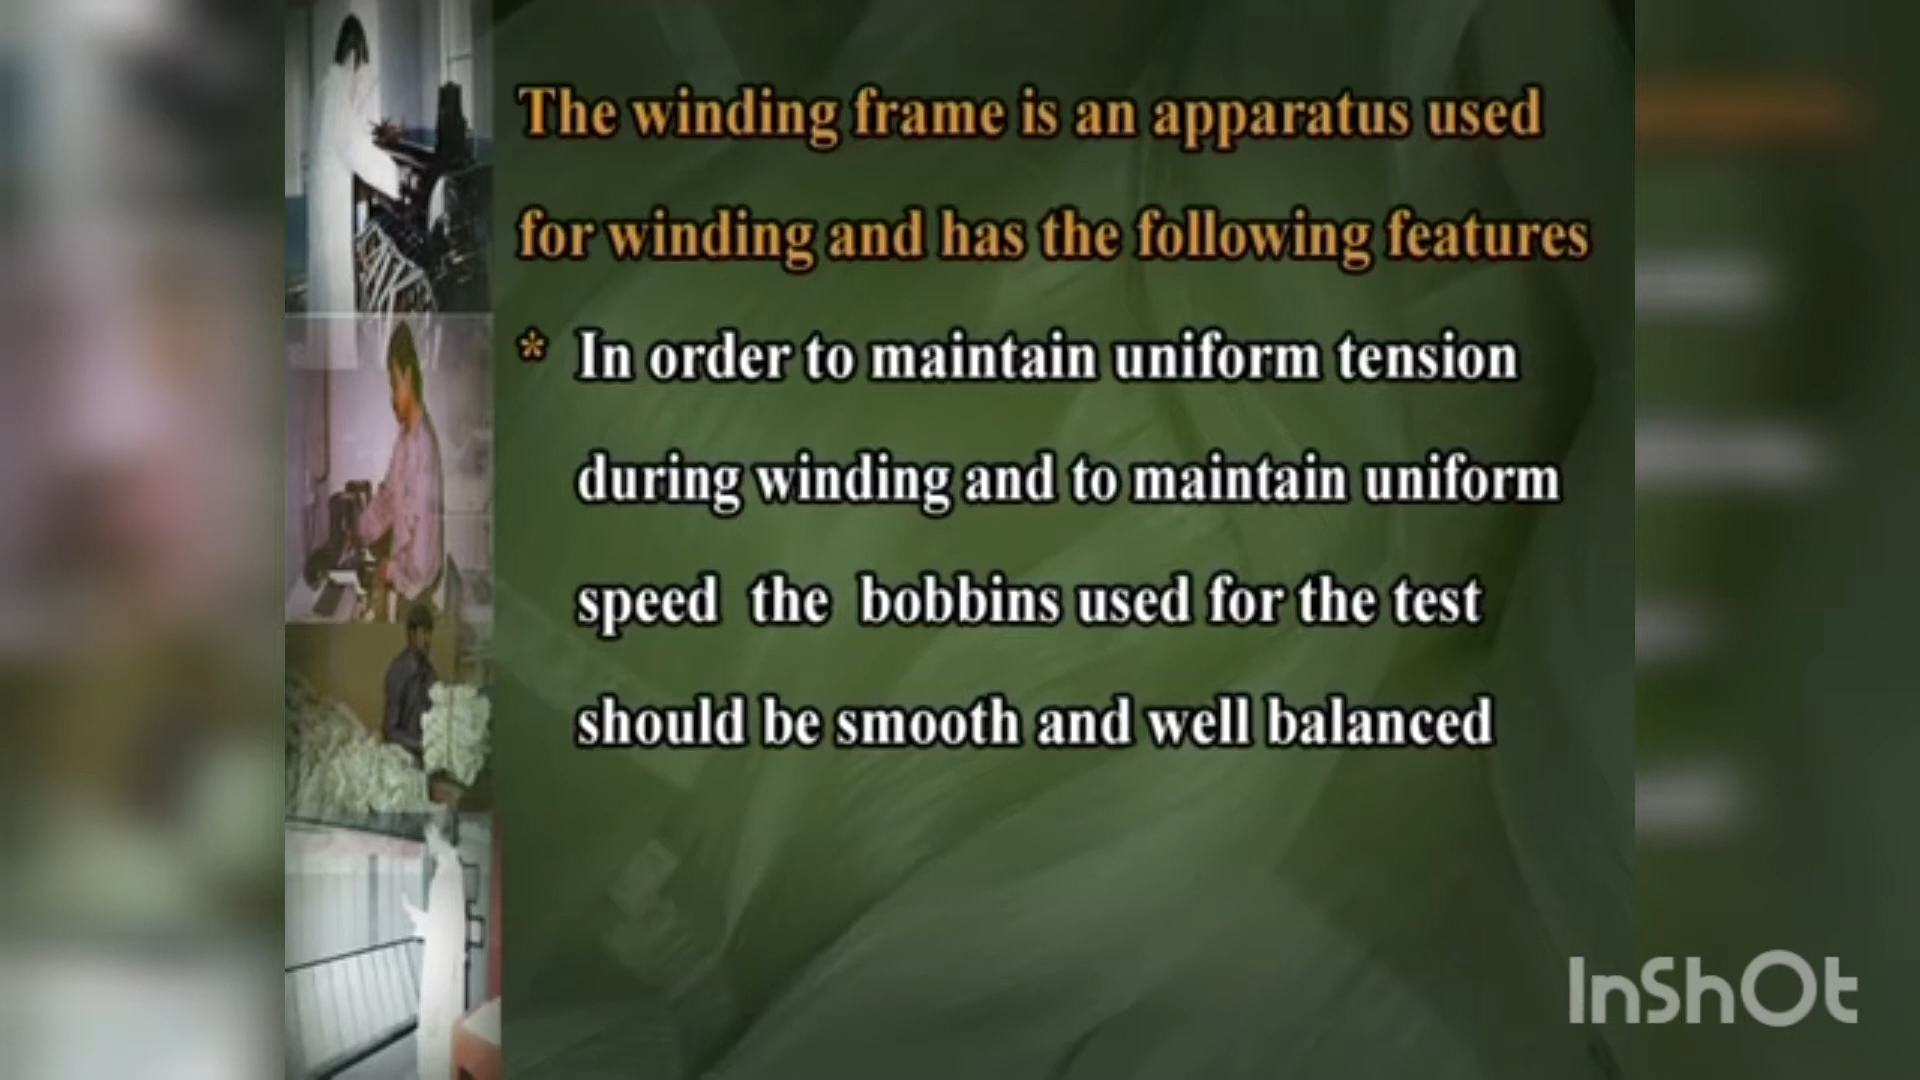 The winding frame is an apparatus used
for winding and has the following features
* In order to maintain uniform tension
during winding and to maintain uniform
speed the bobbins used for the test
should be smooth and well balanced
InShOt